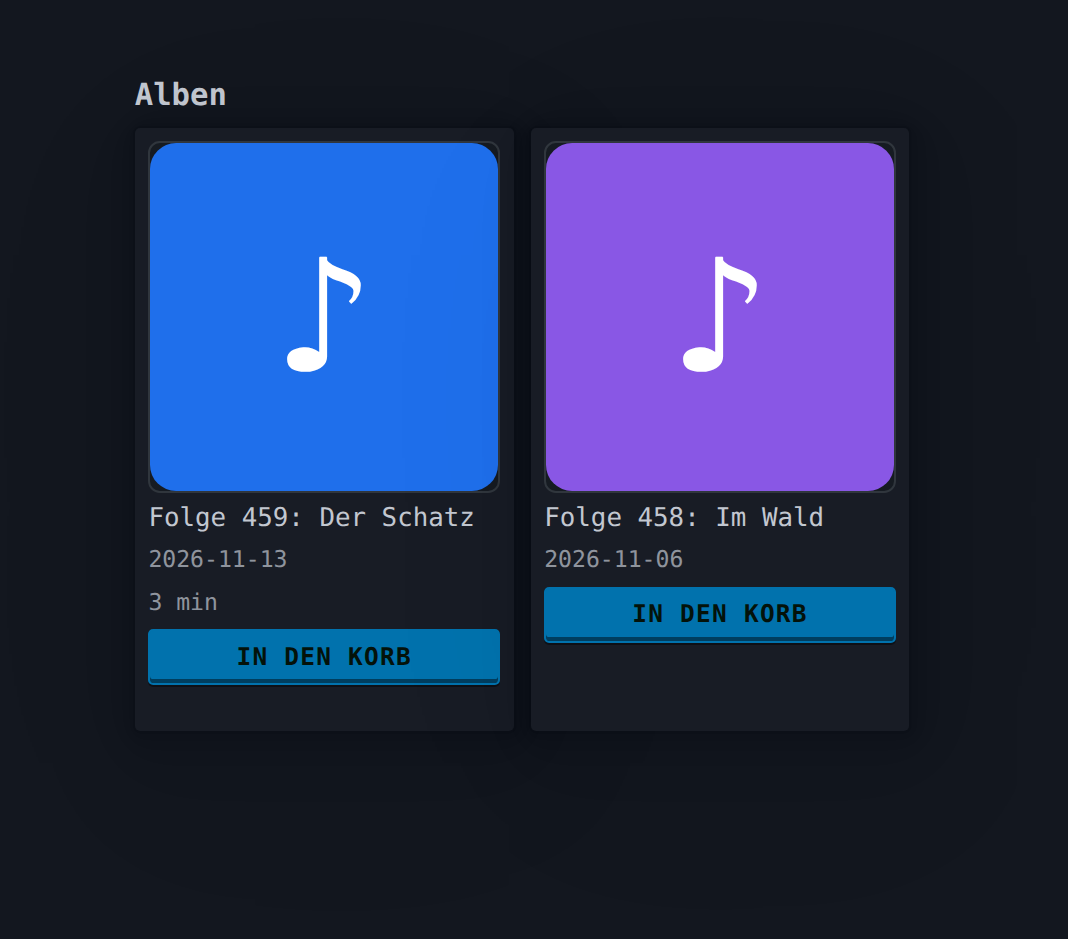 Alben
Folge 459: Der Schatz
2026-11-13
3 min
IN DEN KORB
Folge 458: Im Wald
2026-11-06
IN DEN KORB